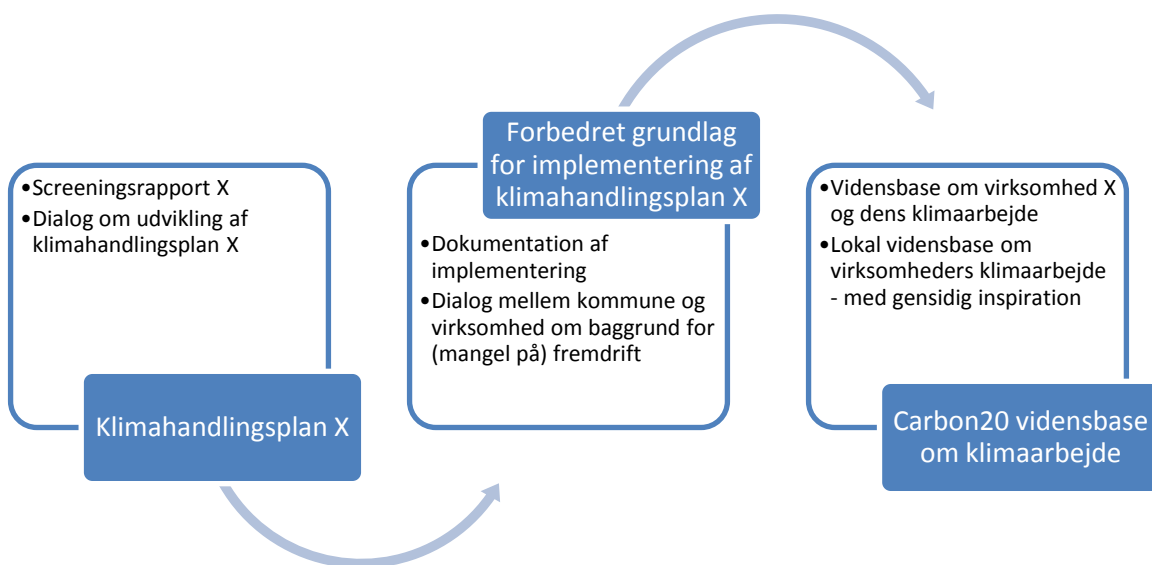 •Screeningsrapport X
•Dialog om udvikling af
klimahandlingsplan X
Klimahandlingsplan X
Forbedret grundlag
for implementering af
klimahandlingsplan X
•Dokumentation af
implementering
•Dialog mellem kommune og
virksomhed om baggrund for
(mangel på) fremdrift
•Vidensbase om virksomhed X
og dens klimaarbejde
•Lokal vidensbase om
virksomheders klimaarbejde
- med gensidig inspiration
Carbon20 vidensbase
om klimaarbejde